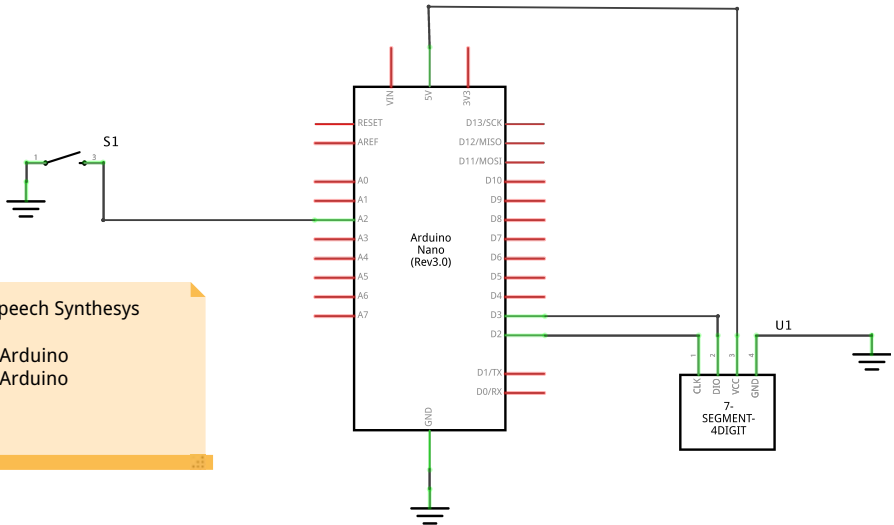 VIN
5V
3V3
RESET
AREF
A0
A1
A2
A3
A4
A5
A6
A7
D13/SCK
D12/MISO
D11/MOSI
D10
D9
D8
D7
D6
D5
D4
D3
D2
D1/TX
D0/RX
GND
Arduino
Nano
(Rev3.0)
S1
1
3
peech Synthesys
Arduino
Arduino
U1
1
2
3
4
CLK
DIO
VCC
GND
7-
SEGMENT-
4DIGIT